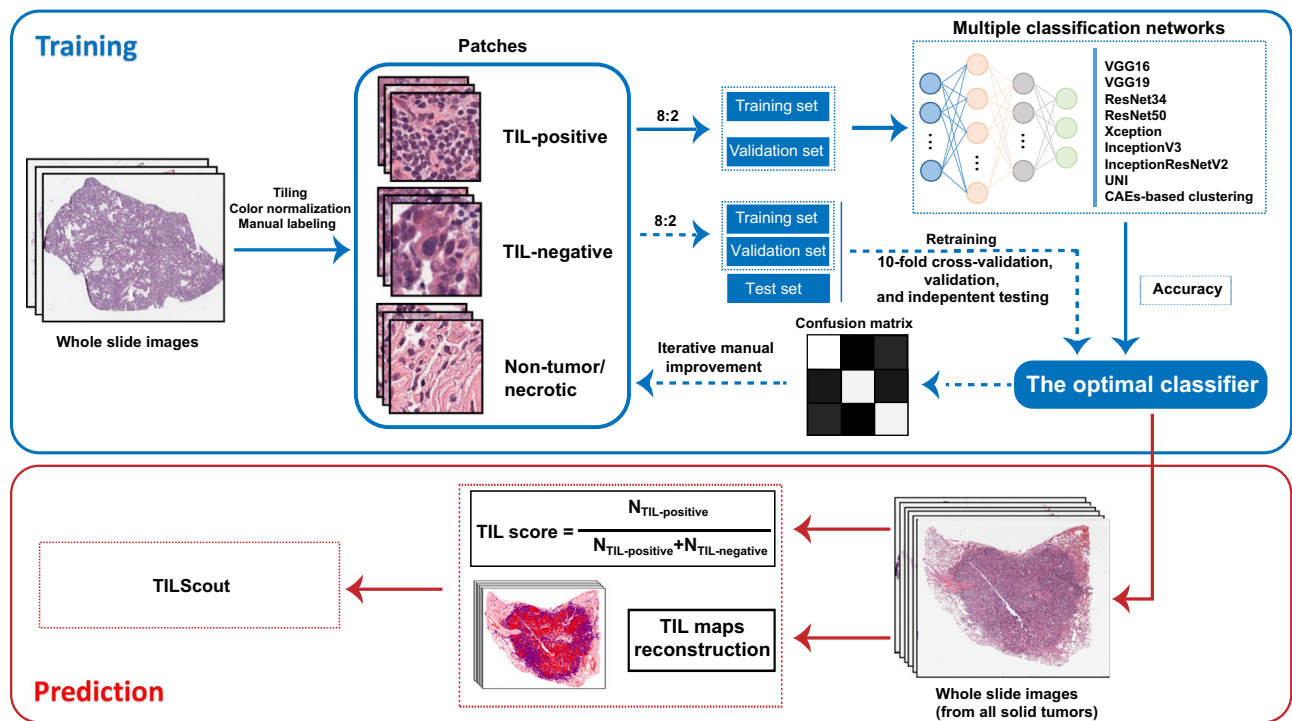 Training
Whole slide images
Tiling
Color normalization
Manual labeling
Patches
TIL-positive
TIL-negative
Non-tumor/
necrotic
8:2
Training set
Validation set
8:2
Training set
Validation set
Test set
Multiple classification networks
VGG16
VGG19
ResNet34
ResNet50
Xception
InceptionV3
InceptionResNetV2
UNI
CAEs-based clustering
Retraining
10-fold cross-validation,
validation,
and indepentent testing
Accuracy
Confusion matrix
Iterative manual
improvement
The optimal classifier
Prediction
TILScout
TIL score = N_TIL-positive / N_TIL-positive+N_TIL-negative
TIL maps
reconstruction
Whole slide images
(from all solid tumors)